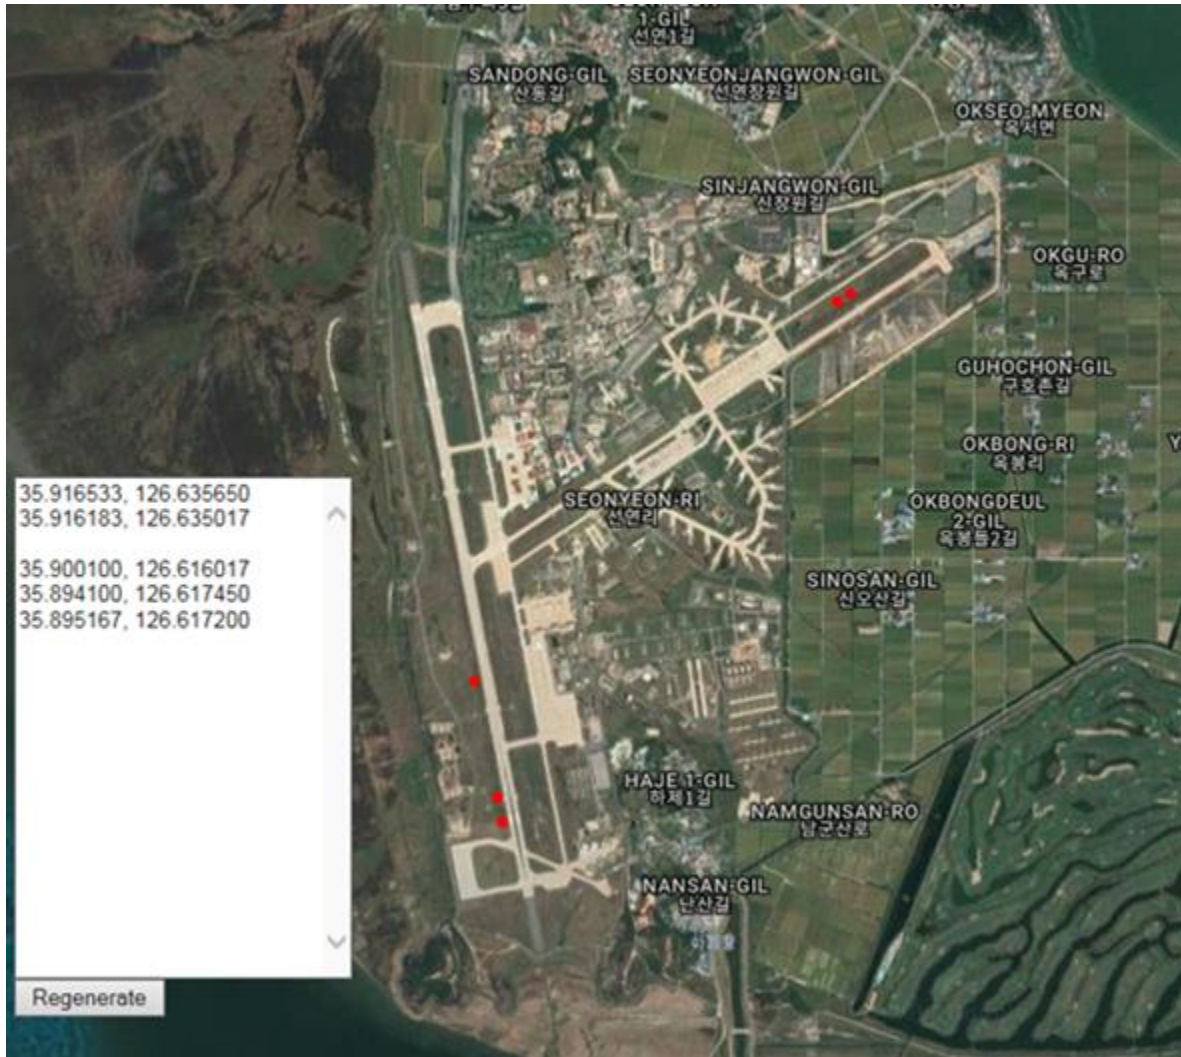 1-GIL
선연1길
SANDONG-GIL
산동길
SEONYEONJANGWON-GIL
선연장원길
OKSEO-MYEON
옥서면
SINJANGWON-GIL
신장원길
OKGU-RO
옥구로
GUHOCHON-GIL
구호촌길
OKBONG-RI
옥봉리
35.916533, 126.635650
35.916183, 126.635017
35.900100, 126.616017
35.894100, 126.617450
35.895167, 126.617200
SEONYEON-RI
선연리
OKBONGDEUL
2-GIL
옥봉들2길
SINOSAN-GIL
신오산길
HAJE 1-GIL
하제1길
NAMGUNSAN-RO
남군산로
NANSAN-GIL
난산길
Regenerate